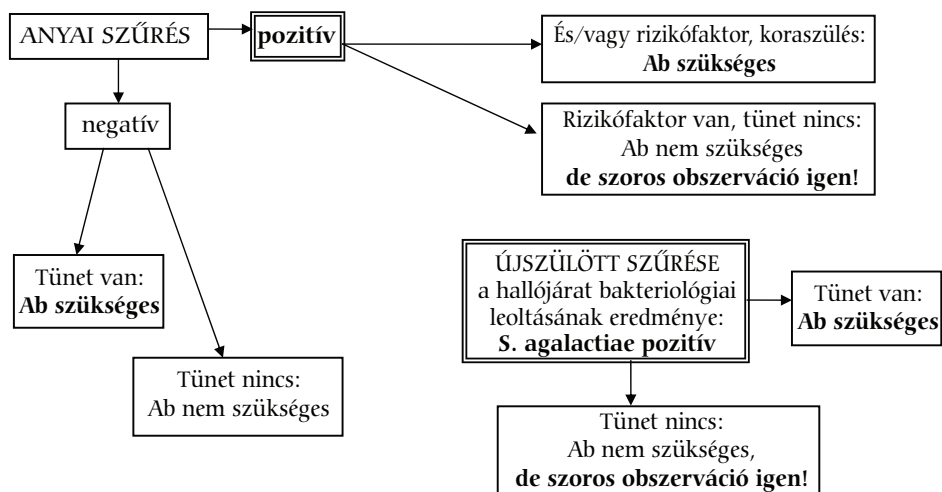 ANYAI SZŰRÉS
pozitív
És/vagy rizikófaktor, koraszülés:
Ab szükséges
negatív
Rizikófaktor van, tünet nincs:
Ab nem szükséges
de szoros obszerváció igen!
Tünet van:
Ab szükséges
Tünet nincs:
Ab nem szükséges
ÚJSZÜLÖTT SZŰRÉSE
a hallójárat bakteriológiai
leoltásának eredménye:
S. agalactiae pozitív
Tünet van:
Ab szükséges
Tünet nincs:
Ab nem szükséges,
de szoros obszerváció igen!